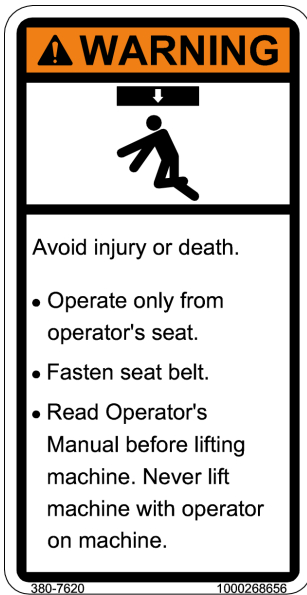 WARNING
Avoid injury or death.
• Operate only from
operator's seat.
• Fasten seat belt.
• Read Operator's
Manual before lifting
machine. Never lift
machine with operator
on machine.
380-7620 1000268656